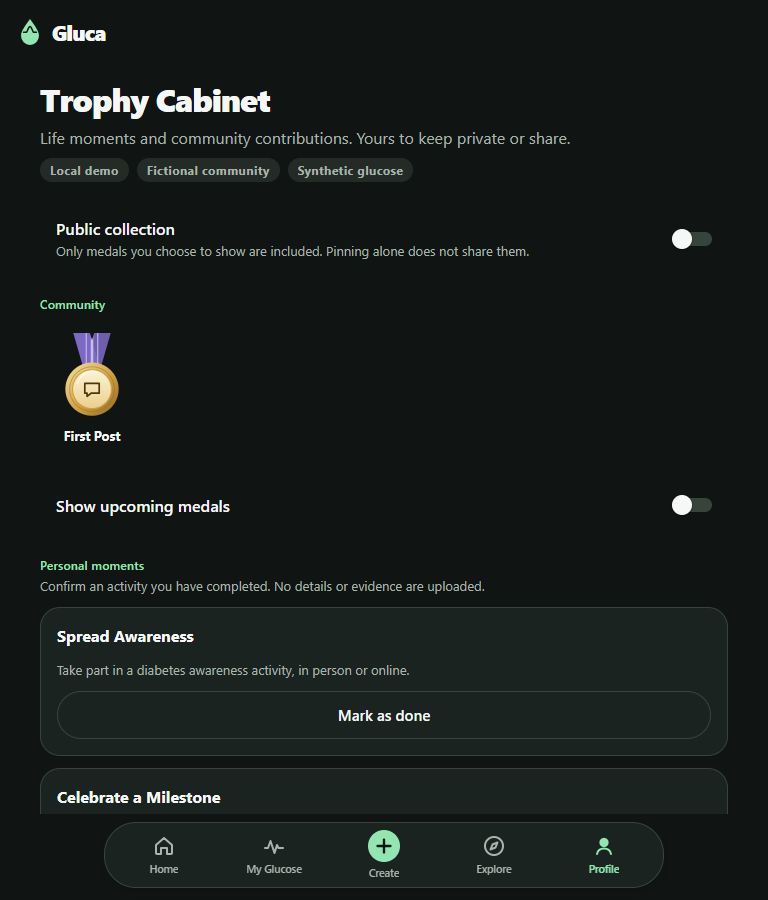 Gluca
Trophy Cabinet
Life moments and community contributions. Yours to keep private or share.
Local demo
Fictional community
Synthetic glucose
Public collection
Only medals you choose to show are included. Pinning alone does not share them.
Community
First Post
Show upcoming medals
Personal moments
Confirm an activity you have completed. No details or evidence are uploaded.
Spread Awareness
Take part in a diabetes awareness activity, in person or online.
Mark as done
Celebrate a Milestone
Home
My Glucose
Create
Explore
Profile